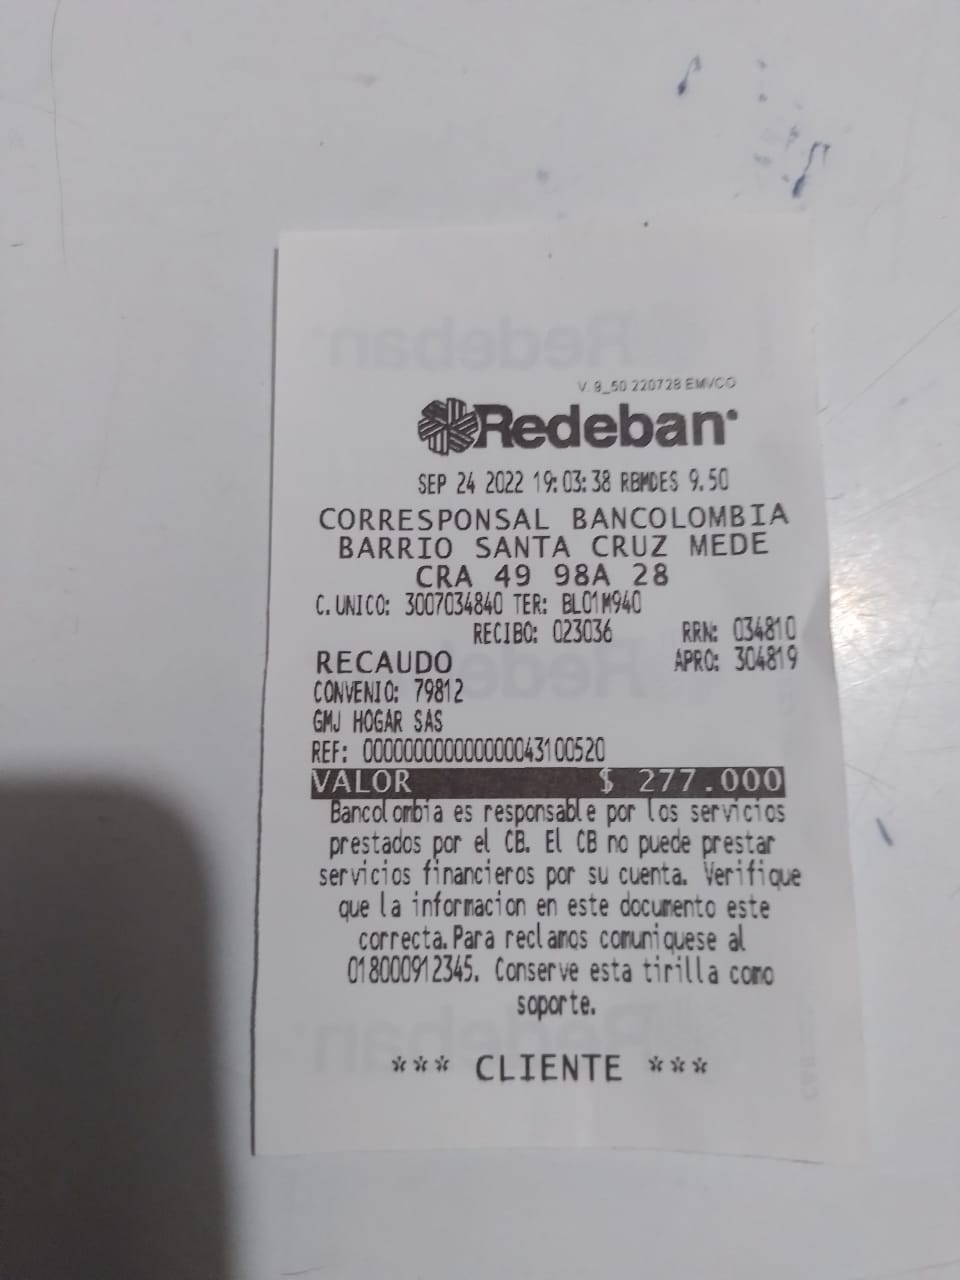 V. 9_50 220728 EMVCO
Redeban
SEP 24 2022 19:03:38 RBMDES 9.50
CORRESPONSAL BANCOLOMBIA
BARRIO SANTA CRUZ MEDE
CRA 49 98A 28
C.UNICO: 3007034840 TER: BL01M940
RECIBO: 023036 RRN: 034810
RECAUDO APRO: 304819
CONVENIO: 79812
GMJ HOGAR SAS
REF: 000000000000000043100520
VALOR $ 277.000
Bancolombia es responsable por los servicios
prestados por el CB. El CB no puede prestar
servicios financieros por su cuenta. Verifique
que la informacion en este documento este
correcta.Para reclamos comuniquese al
018000912345. Conserve esta tirilla como
soporte.
*** CLIENTE ***